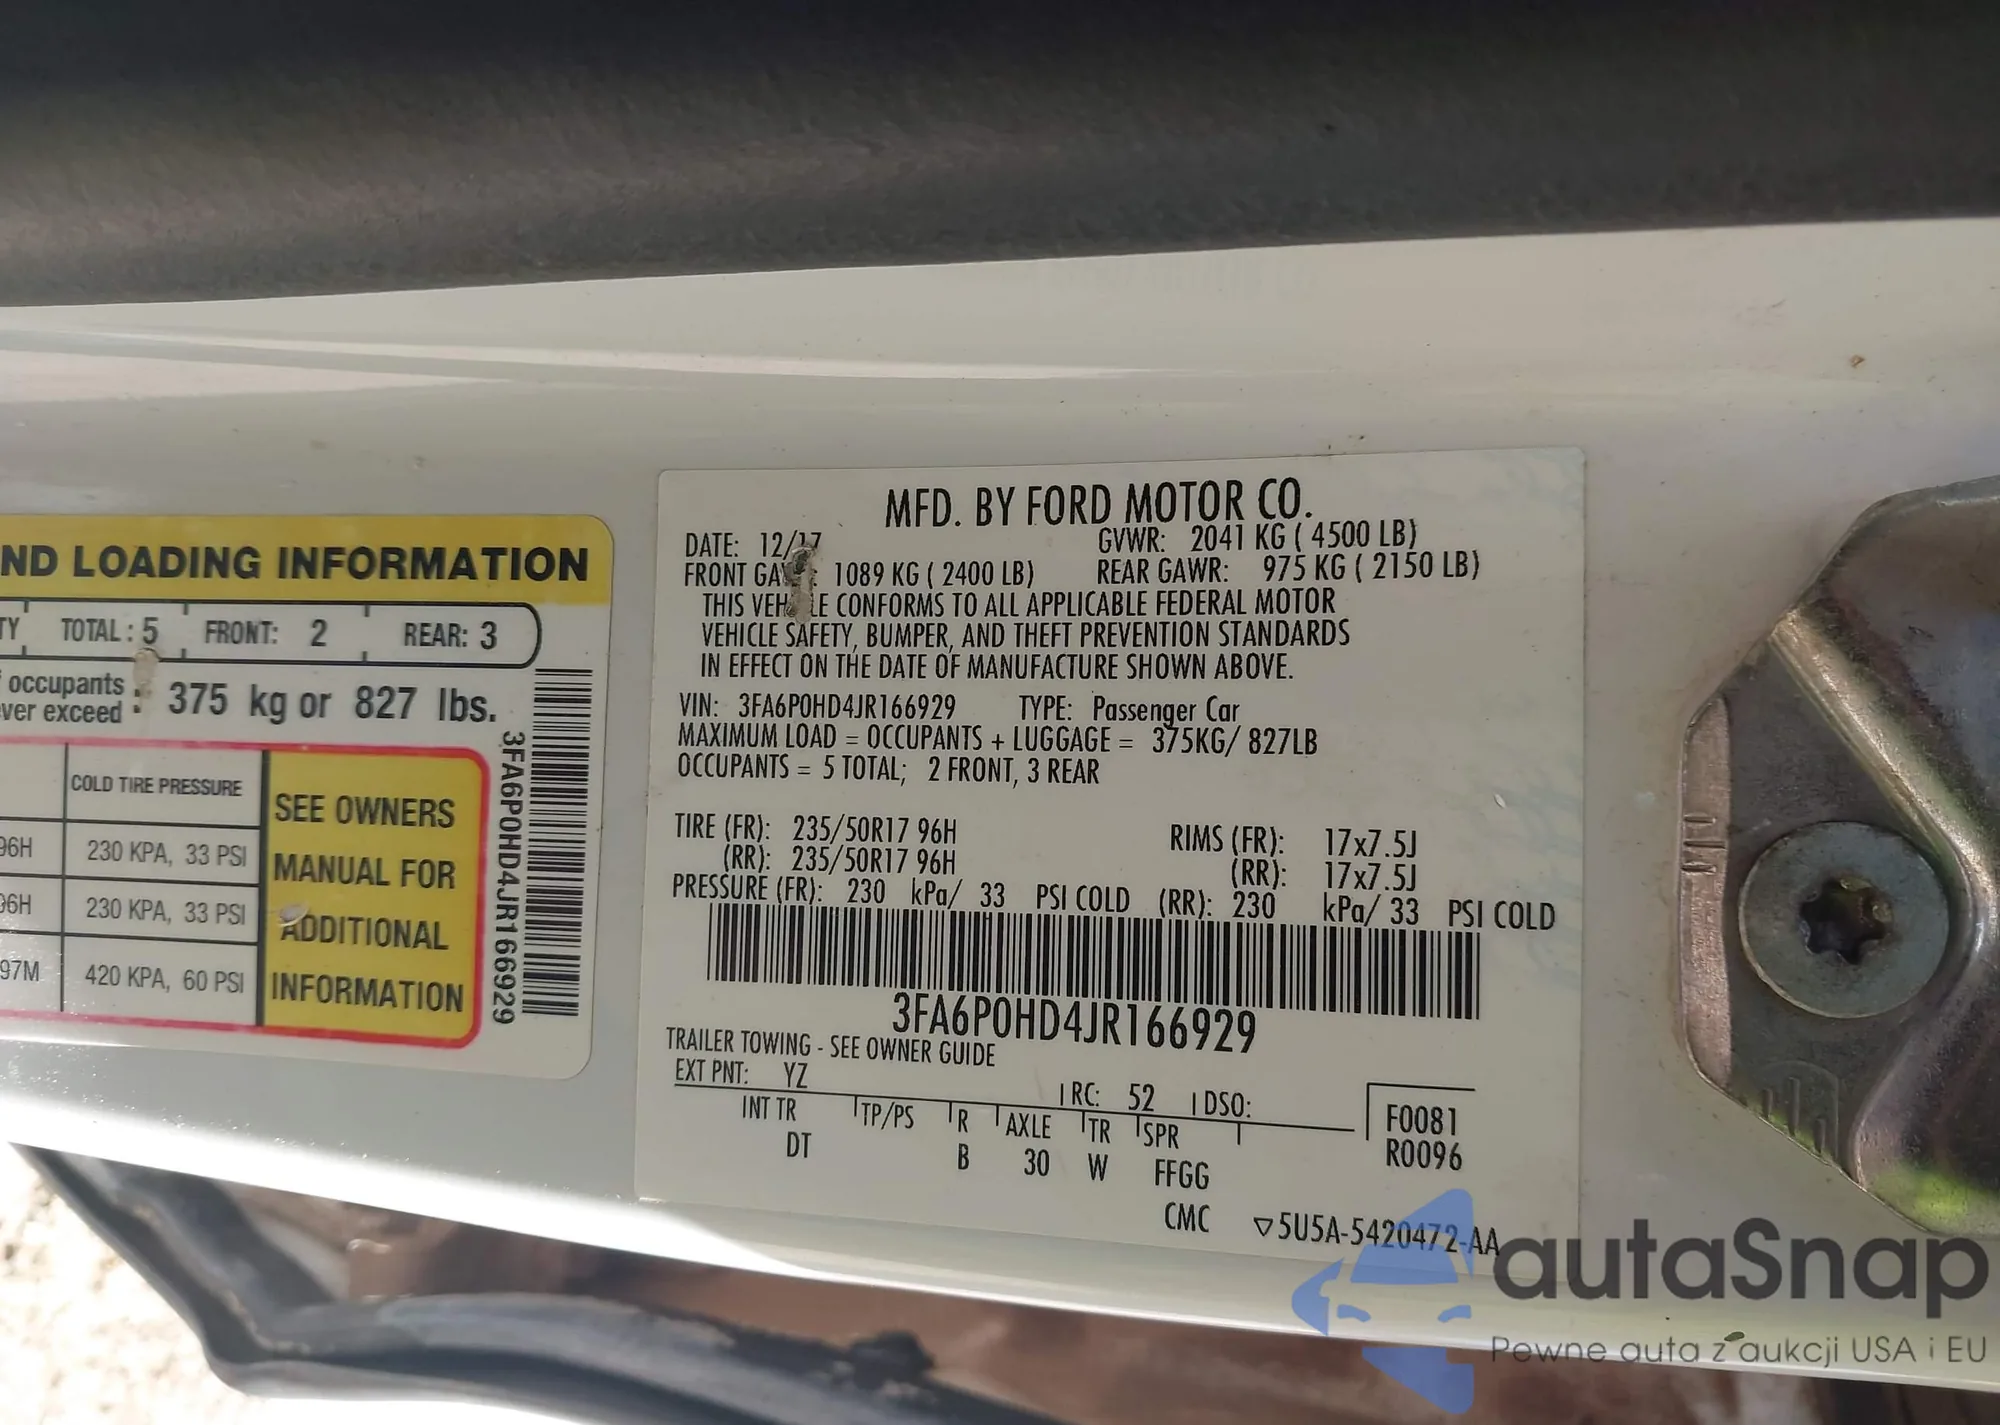 ND LOADING INFORMATION
TY TOTAL: 5 FRONT: 2 REAR: 3
occupants
ver exceed : 375 kg or 827 lbs.
COLD TIRE PRESSURE
96H 230 KPA, 33 PSI
96H 230 KPA, 33 PSI
97M 420 KPA, 60 PSI
SEE OWNERS
MANUAL FOR
ADDITIONAL
INFORMATION
3FA6P0HD4JR166929
MFD. BY FORD MOTOR CO.
DATE: 12/17 GVWR: 2041 KG ( 4500 LB)
FRONT GAWR: 1089 KG ( 2400 LB) REAR GAWR: 975 KG ( 2150 LB)
THIS VEHICLE CONFORMS TO ALL APPLICABLE FEDERAL MOTOR
VEHICLE SAFETY, BUMPER, AND THEFT PREVENTION STANDARDS
IN EFFECT ON THE DATE OF MANUFACTURE SHOWN ABOVE.
VIN: 3FA6P0HD4JR166929 TYPE: Passenger Car
MAXIMUM LOAD = OCCUPANTS + LUGGAGE = 375KG/ 827LB
OCCUPANTS = 5 TOTAL; 2 FRONT, 3 REAR
TIRE (FR): 235/50R17 96H RIMS (FR): 17x7.5J
(RR): 235/50R17 96H (RR): 17x7.5J
PRESSURE (FR): 230 kPa/ 33 PSI COLD (RR): 230 kPa/ 33 PSI COLD
3FA6P0HD4JR166929
TRAILER TOWING - SEE OWNER GUIDE
EXT PNT: YZ RC: 52 DSO:
INT TR TP/PS R AXLE TR SPR F0081
DT B 30 W FFGG R0096
CMC ▽5U5A-5420472-AA
autaSnap
Pewne auta z aukcji USA i EU